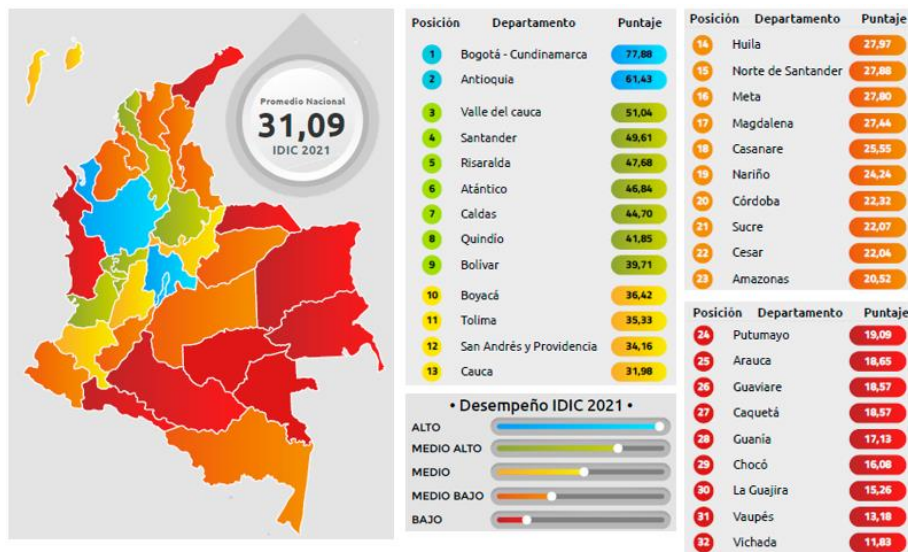 Promedio Nacional
31,09
IDIC 2021
Posición Departamento Puntaje
1 Bogotá - Cundinamarca 77,88
2 Antioquia 61,43
3 Valle del cauca 51,04
4 Santander 49,61
5 Risaralda 47,68
6 Atántico 46,84
7 Caldas 44,70
8 Quindío 41,85
9 Bolívar 39,71
10 Boyacá 36,42
11 Tolima 35,33
12 San Andrés y Providencia 34,16
13 Cauca 31,98
• Desempeño IDIC 2021 •
ALTO
MEDIO ALTO
MEDIO
MEDIO BAJO
BAJO
Posición Departamento Puntaje
14 Huila 27,97
15 Norte de Santander 27,88
16 Meta 27,80
17 Magdalena 27,44
18 Casanare 25,55
19 Nariño 24,24
20 Córdoba 22,32
21 Sucre 22,07
22 Cesar 22,04
23 Amazonas 20,52
Posición Departamento Puntaje
24 Putumayo 19,09
25 Arauca 18,65
26 Guaviare 18,57
27 Caquetá 18,57
28 Guanía 17,13
29 Chocó 16,08
30 La Guajira 15,26
31 Vaupés 13,18
32 Vichada 11,83